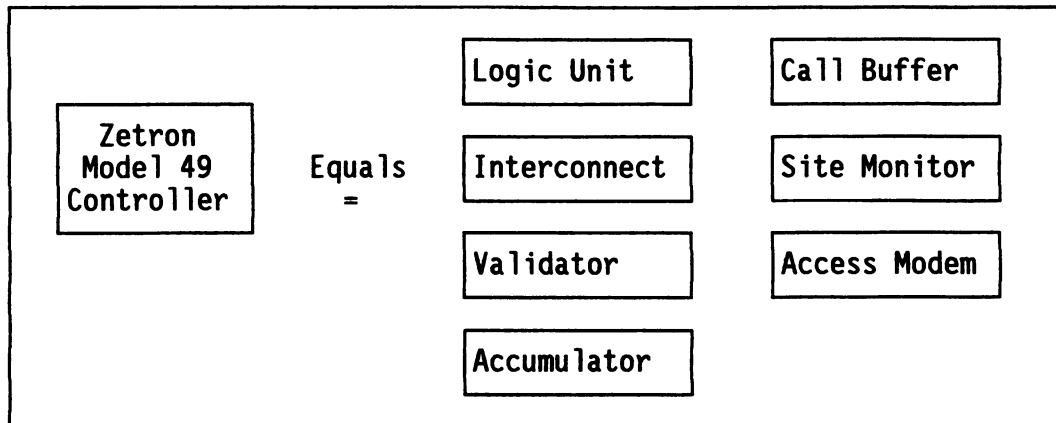 Zetron
Model 49
Controller
Equals
=
Logic Unit
Interconnect
Validator
Accumulator
Call Buffer
Site Monitor
Access Modem